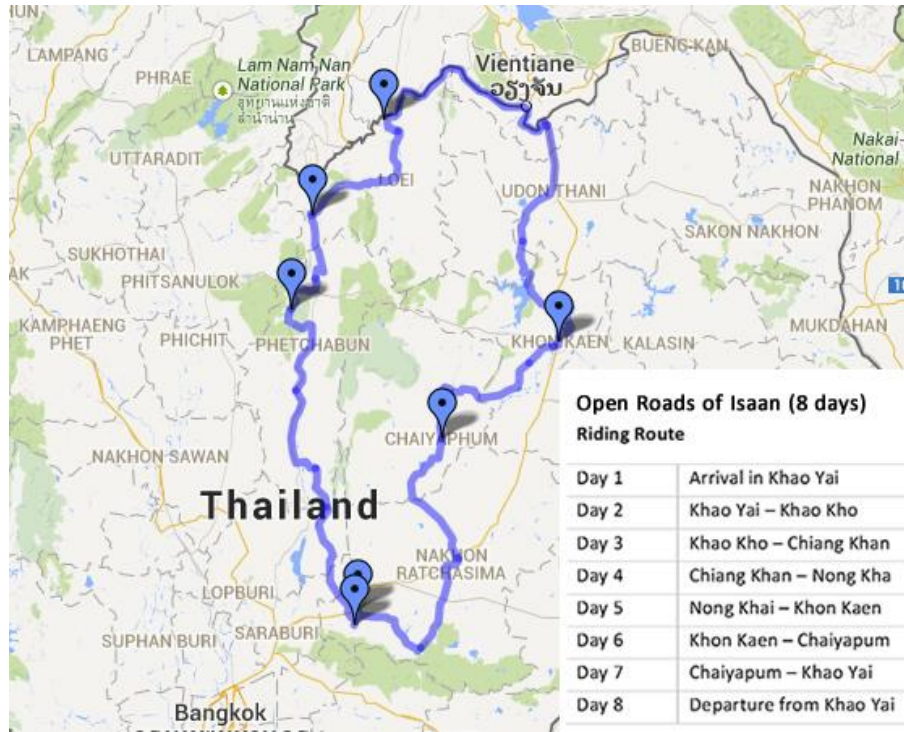 LAMPANG
PHRAE
Lam Nam Nan
National Park
อุทยานแห่งชาติ
ลำน้ำน่าน
Vientiane
ວຽງຈັນ
BUENG KAN
Nakai-
National
UTTARADIT
LOEI
UDON THANI
NAKHON
PHANOM
SAKON NAKHON
SUKHOTHAI
PHITSANULOK
KAMPHAENG
PHET
PHICHIT
PHETCHABUN
KHON KAEN
KALASIN
MUKDAHAN
CHAIYAPHUM
NAKHON SAWAN
Thailand
NAKHON
RATCHASIMA
LOPBURI
SUPHAN BURI
SARABURI
Bangkok
Open Roads of Isaan (8 days)
Riding Route
Day 1 Arrival in Khao Yai
Day 2 Khao Yai – Khao Kho
Day 3 Khao Kho – Chiang Khan
Day 4 Chiang Khan – Nong Kha
Day 5 Nong Khai – Khon Kaen
Day 6 Khon Kaen – Chaiyapum
Day 7 Chaiyapum – Khao Yai
Day 8 Departure from Khao Yai